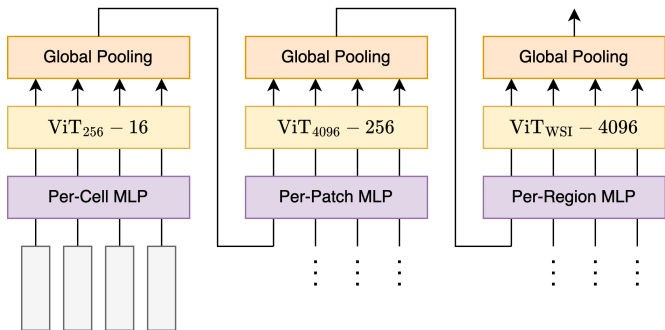 Global Pooling
Global Pooling
Global Pooling
ViT256 − 16
ViT4096 − 256
ViTWSI − 4096
Per-Cell MLP
Per-Patch MLP
Per-Region MLP